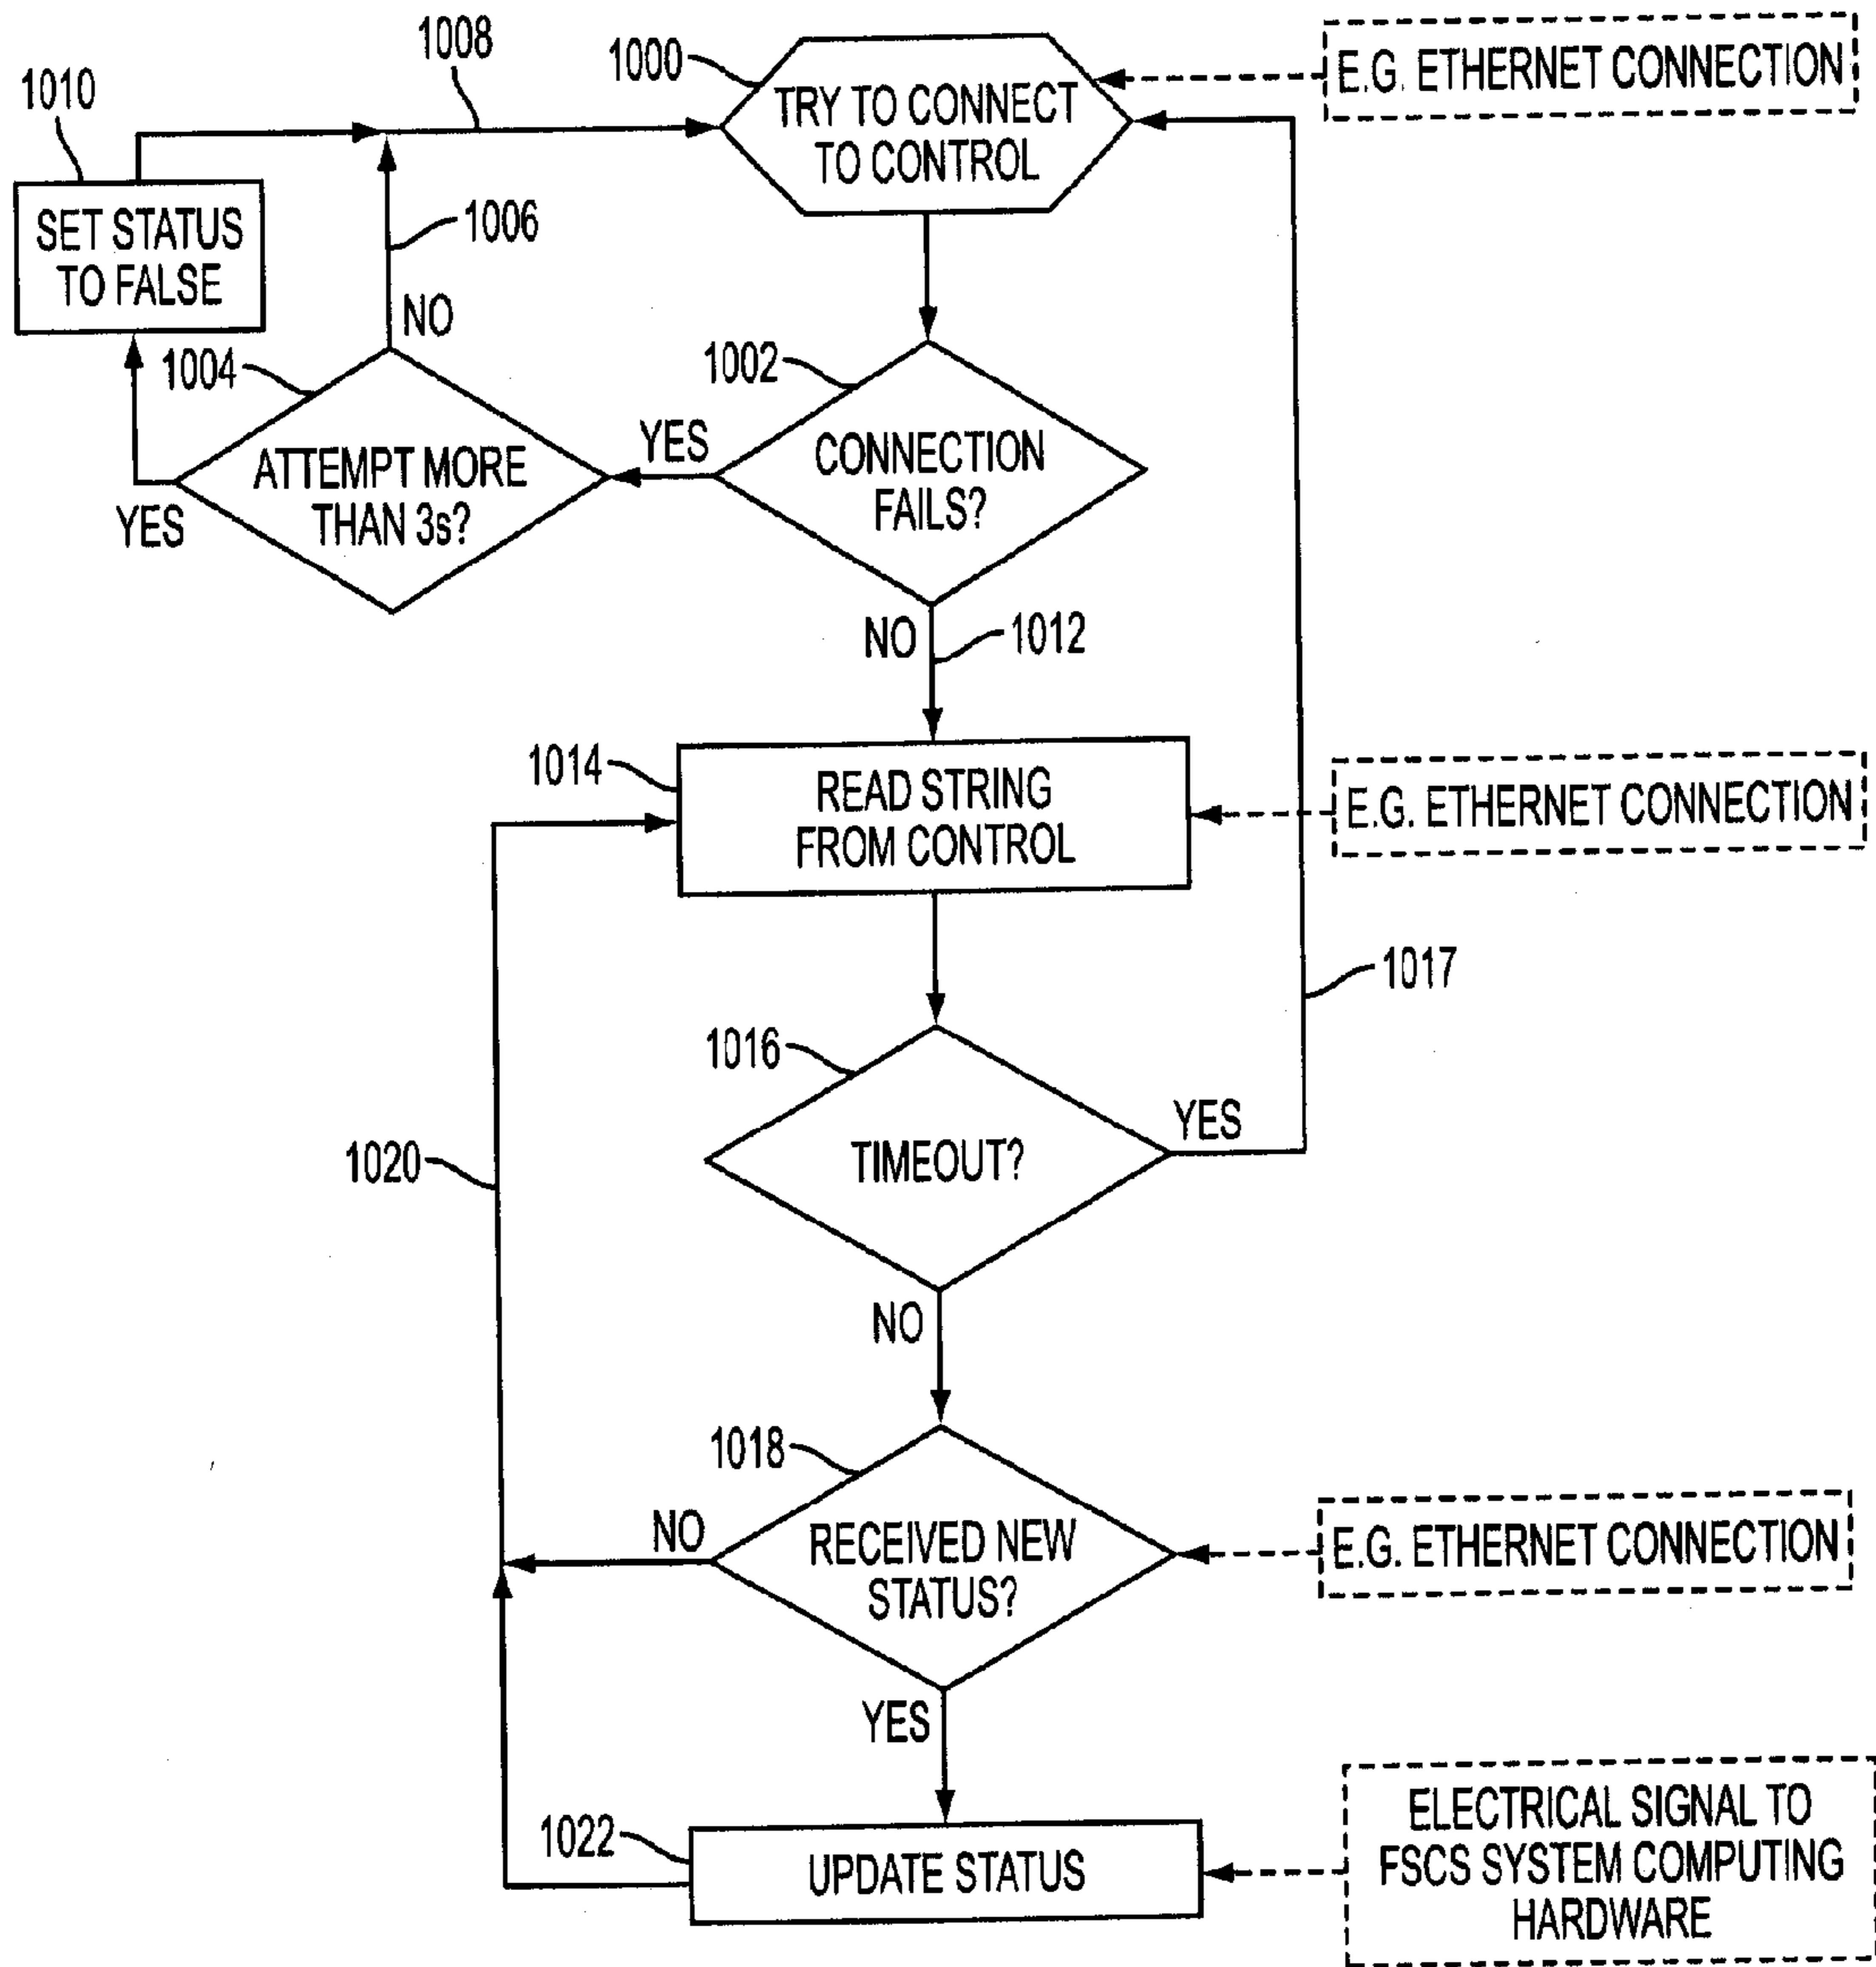 1008
1000
E.G. ETHERNET CONNECTION
1010
TRY TO CONNECT
TO CONTROL
SET STATUS
TO FALSE
1006
NO
1004
1002
YES
CONNECTION
FAILS?
ATTEMPT MORE
THAN 3s?
YES
NO
1012
1014
READ STRING
FROM CONTROL
E.G. ETHERNET CONNECTION
1017
1016
YES
TIMEOUT?
1020
NO
1018
NO
RECEIVED NEW
STATUS?
E.G. ETHERNET CONNECTION
YES
1022
UPDATE STATUS
ELECTRICAL SIGNAL TO
FSCS SYSTEM COMPUTING
HARDWARE